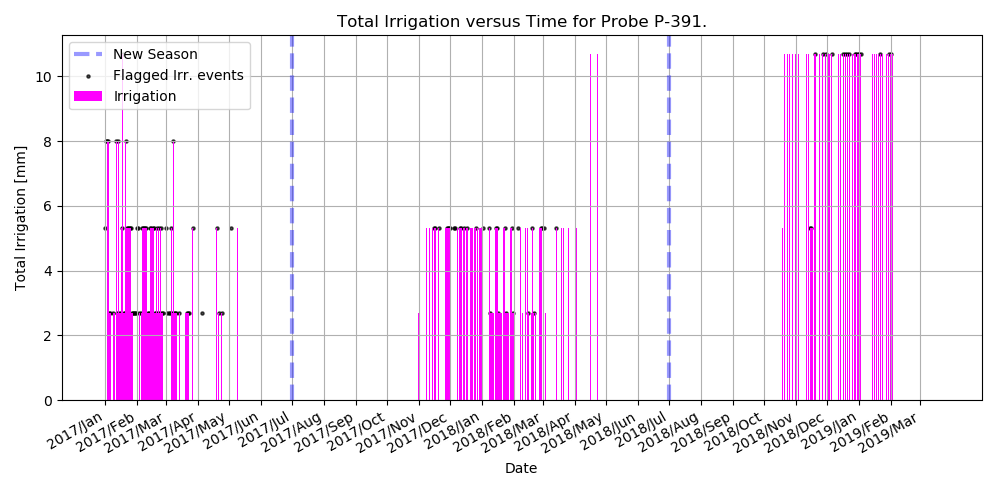 Total Irrigation versus Time for Probe P-391.
New Season
Flagged Irr. events
Irrigation
Total Irrigation [mm]
10
8
6
4
2
0
2017/Jan
2017/Feb
2017/Mar
2017/Apr
2017/May
2017/Jun
2017/Jul
2017/Aug
2017/Sep
2017/Oct
2017/Nov
2017/Dec
2018/Jan
2018/Feb
2018/Mar
2018/Apr
2018/May
2018/Jun
2018/Jul
2018/Aug
2018/Sep
2018/Oct
2018/Nov
2018/Dec
2019/Jan
2019/Feb
2019/Mar
Date